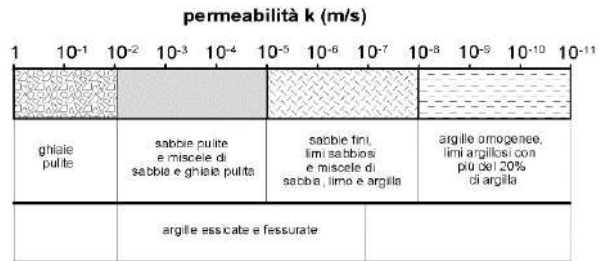 permeabilità k (m/s)
1 10⁻¹ 10⁻² 10⁻³ 10⁻⁴ 10⁻⁵ 10⁻⁶ 10⁻⁷ 10⁻⁸ 10⁻⁹ 10⁻¹⁰ 10⁻¹¹
ghiaie
pulite
sabbie pulite
e miscele di
sabbia e ghiaia pulita
sabbie fini,
limi sabbiosi
e miscele di
sabbia, limo e argilla
argille omogenee,
limi argillosi con
più del 20%
di argilla
argille essicate e fessurate